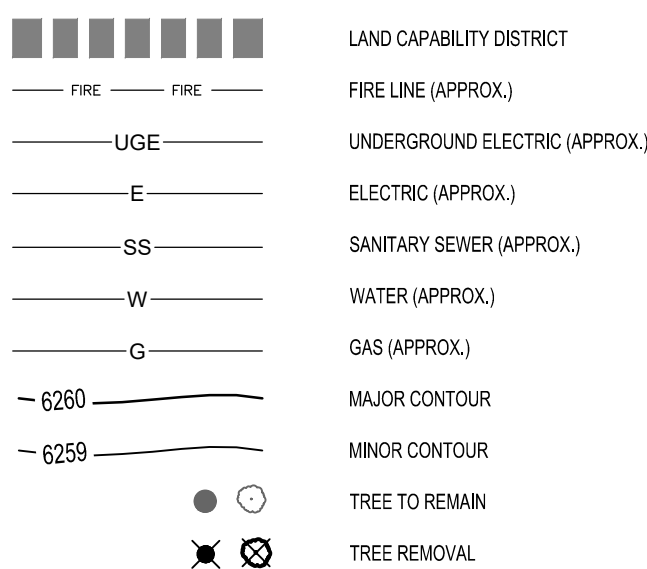 LAND CAPABILITY DISTRICT
FIRE FIRE FIRE LINE (APPROX.)
UGE UNDERGROUND ELECTRIC (APPROX.)
E ELECTRIC (APPROX.)
SS SANITARY SEWER (APPROX.)
W WATER (APPROX.)
G GAS (APPROX.)
6260 MAJOR CONTOUR
6259 MINOR CONTOUR
TREE TO REMAIN
TREE REMOVAL